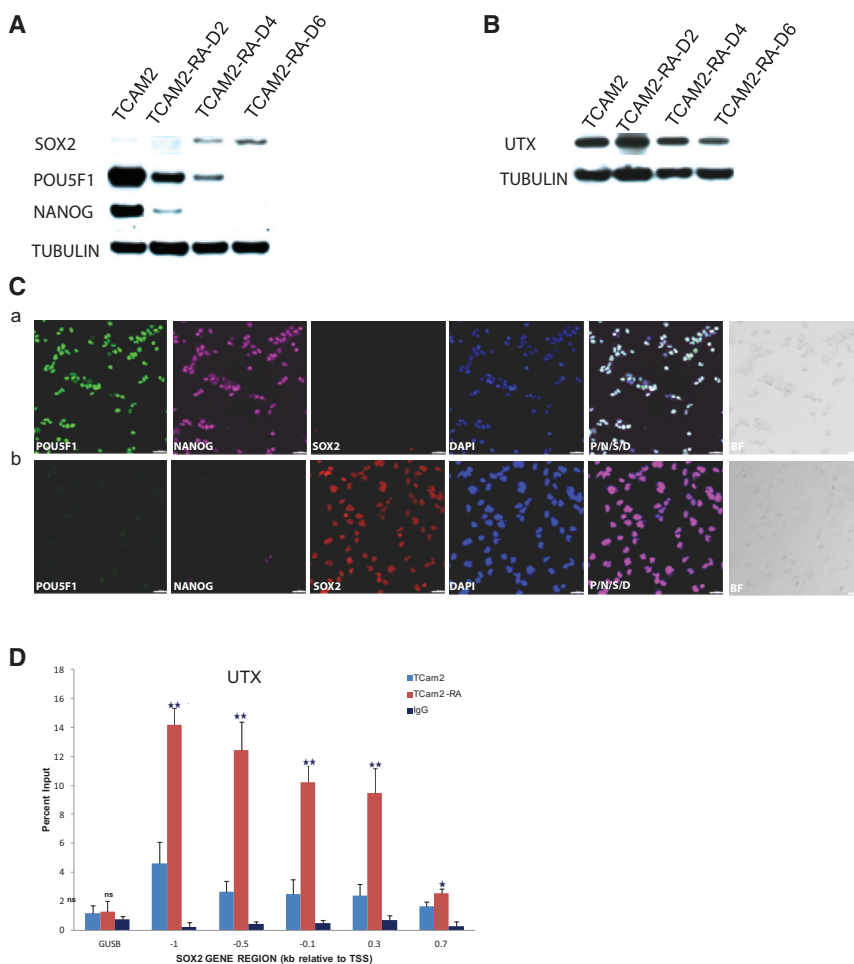 A
TCAM2
TCAM2-RA-D2
TCAM2-RA-D4
TCAM2-RA-D6
SOX2
POU5F1
NANOG
TUBULIN
B
TCAM2
TCAM2-RA-D2
TCAM2-RA-D4
TCAM2-RA-D6
UTX
TUBULIN
C
a
POU5F1 NANOG SOX2 DAPI P/N/S/D BF
b
POU5F1 NANOG SOX2 DAPI P/N/S/D BF
D
UTX
TCam2
TCam2 -RA
IgG
18
16
14
12
10
8
6
4
2
0
Percent Input
ns
ns
★★
★★
★★
★★
★
GUSB -1 -0.5 -0.1 0.3 0.7
SOX2 GENE REGION (kb relative to TSS)